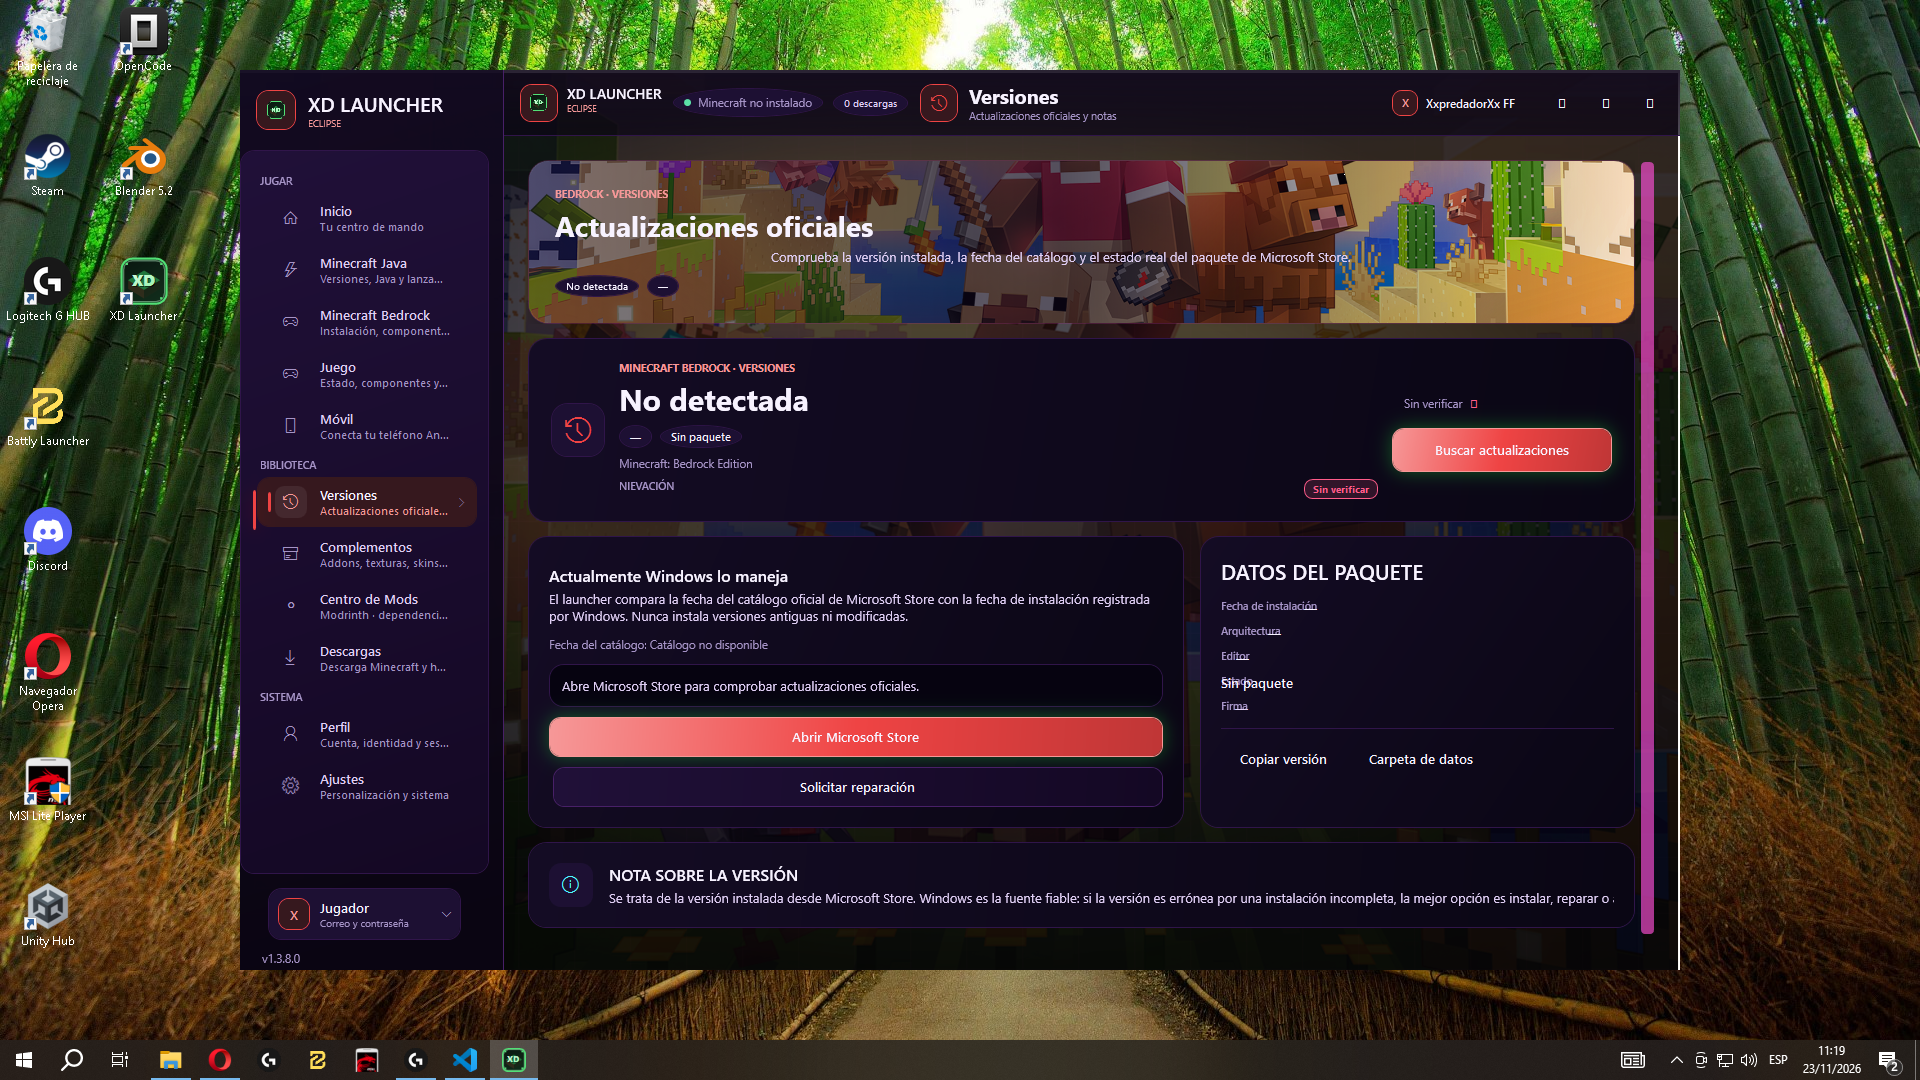 Papelera de
reciclaje
OpenCode
Steam
Blender 5.2
Logitech G HUB
XD
XD Launcher
Battly Launcher
Discord
Navegador
Opera
MSI Lite Player
Unity Hub
XD
XD LAUNCHER
ECLIPSE
JUGAR
Inicio
Tu centro de mando
Minecraft Java
Versiones, Java y lanza...
Minecraft Bedrock
Instalación, component...
Juego
Estado, componentes y...
Móvil
Conecta tu teléfono An...
BIBLIOTECA
Versiones
Actualizaciones oficiale...
Complementos
Addons, texturas, skins...
Centro de Mods
Modrinth · dependenci...
Descargas
Descarga Minecraft y h...
SISTEMA
Perfil
Cuenta, identidad y ses...
Ajustes
Personalización y sistema
X
Jugador
Correo y contraseña
v1.3.8.0
XD
XD LAUNCHER
ECLIPSE
Minecraft no instalado
0 descargas
Versiones
Actualizaciones oficiales y notas
X
XxpredadorXx FF
BEDROCK · VERSIONES
Actualizaciones oficiales
Comprueba la versión instalada, la fecha del catálogo y el estado real del paquete de Microsoft Store.
No detectada
—
MINECRAFT BEDROCK · VERSIONES
No detectada
—
Sin paquete
Minecraft: Bedrock Edition
NIEVACIÓN
Sin verificar
Buscar actualizaciones
Sin verificar
Actualmente Windows lo maneja
El launcher compara la fecha del catálogo oficial de Microsoft Store con la fecha de instalación registrada
por Windows. Nunca instala versiones antiguas ni modificadas.
Fecha del catálogo: Catálogo no disponible
Abre Microsoft Store para comprobar actualizaciones oficiales.
Abrir Microsoft Store
Solicitar reparación
DATOS DEL PAQUETE
Fecha de instalación
—
Arquitectura
—
Editor
—
Estado
Sin paquete
Firma
—
Copiar versión
Carpeta de datos
NOTA SOBRE LA VERSIÓN
Se trata de la versión instalada desde Microsoft Store. Windows es la fuente fiable: si la versión es errónea por una instalación incompleta, la mejor opción es instalar, reparar o
XD
ESP
11:19
23/11/2026
2